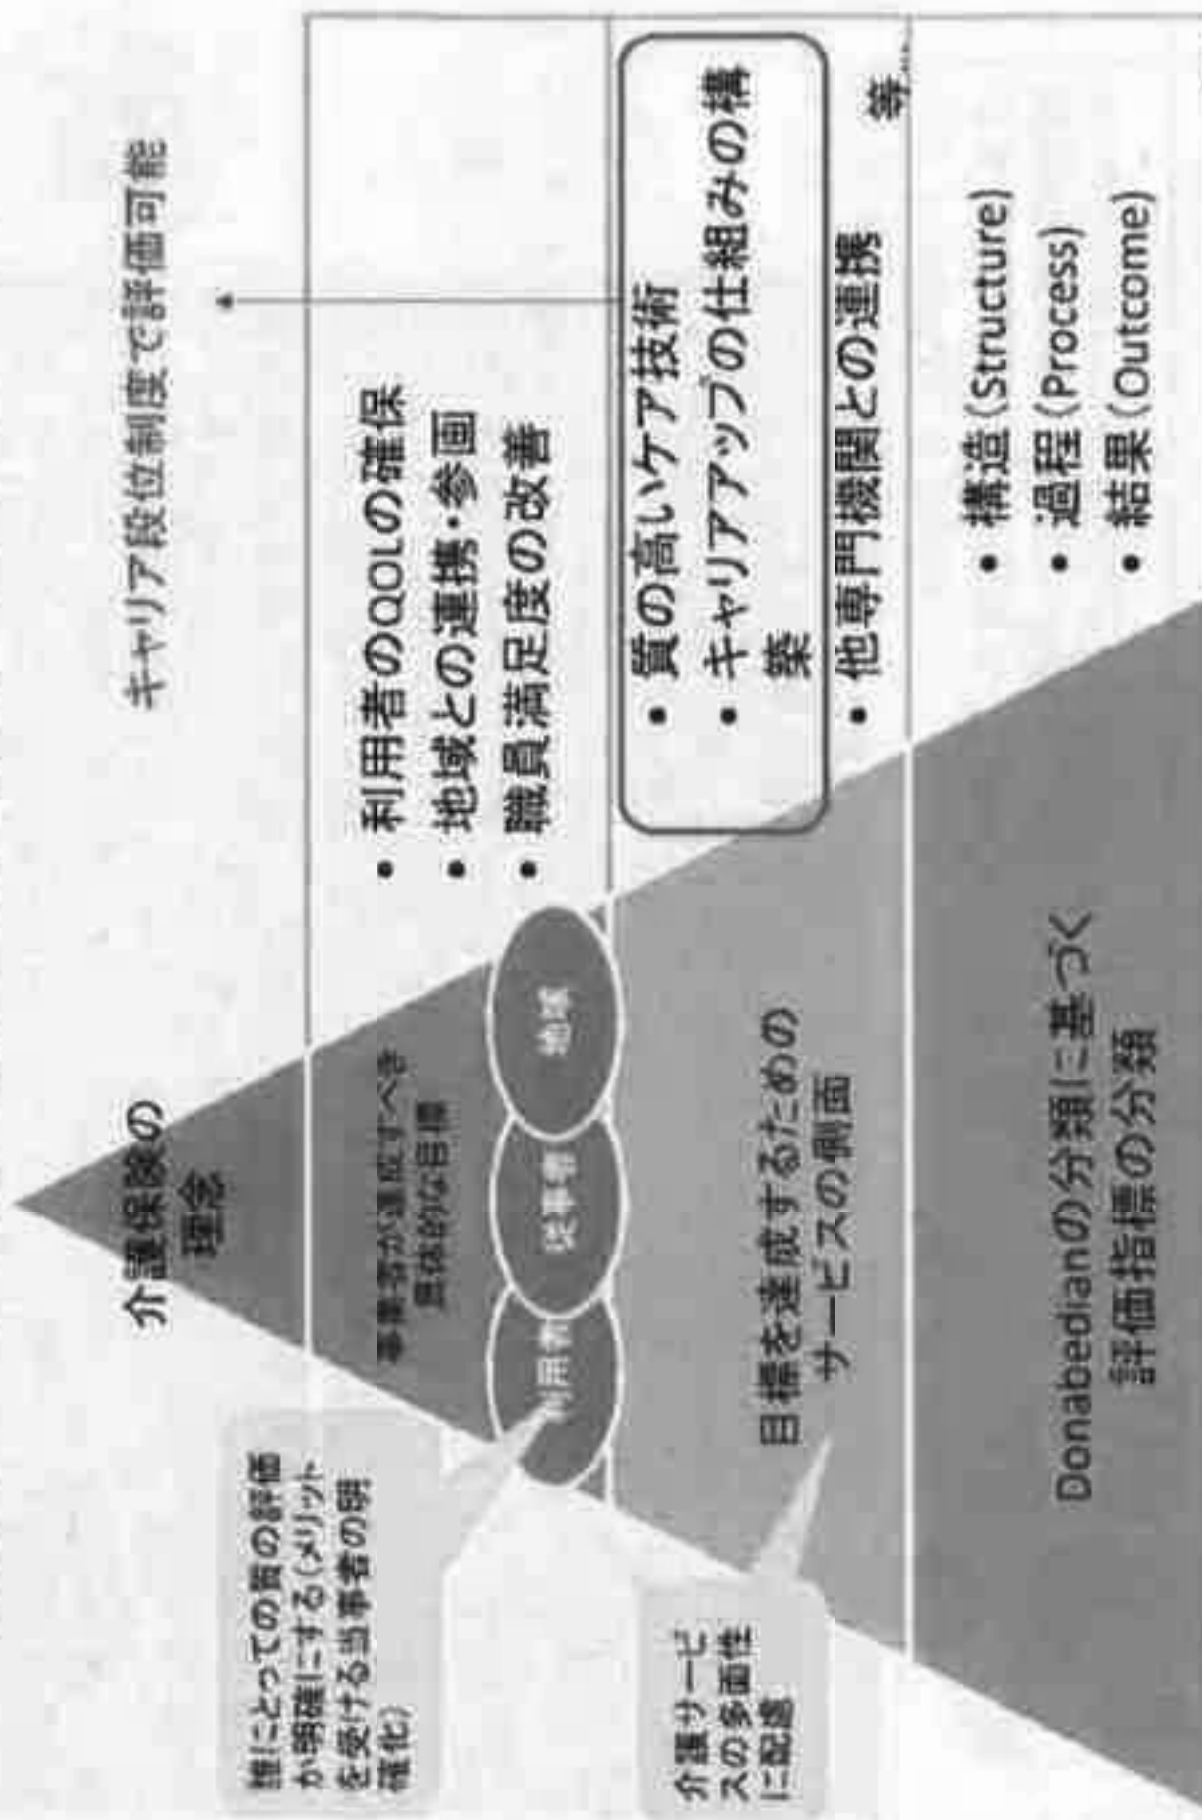 キャリア段位制度で評価可能
介護保険の
理念
誰にとっての質の評価
か明確にする(メリット
を受ける当事者の明
確化)
事業者が達成すべき
具体的な目標
利用者
従事者
地域
• 利用者のQOLの確保
• 地域との連携・参画
• 職員満足度の改善
介護サービ
スの多面性
に配慮
目標を達成するための
サービスの側面
• 質の高いケア技術
• キャリアアップの仕組みの構
築
• 他専門機関との連携
等
Donabedianの分類に基づく
評価指標の分類
• 構造(Structure)
• 過程(Process)
• 結果(Outcome)